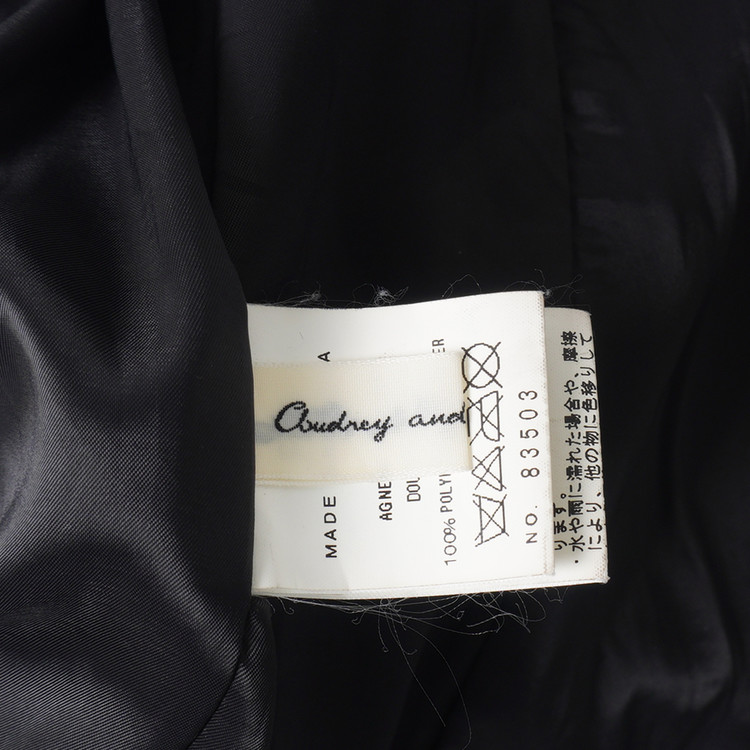 Audrey and
MADE
A
AGNE
DOU
100% POLY
ER
NO. 83503
ります。
・水や雨に濡れた場合や、摩擦
により、他の物に色移りして